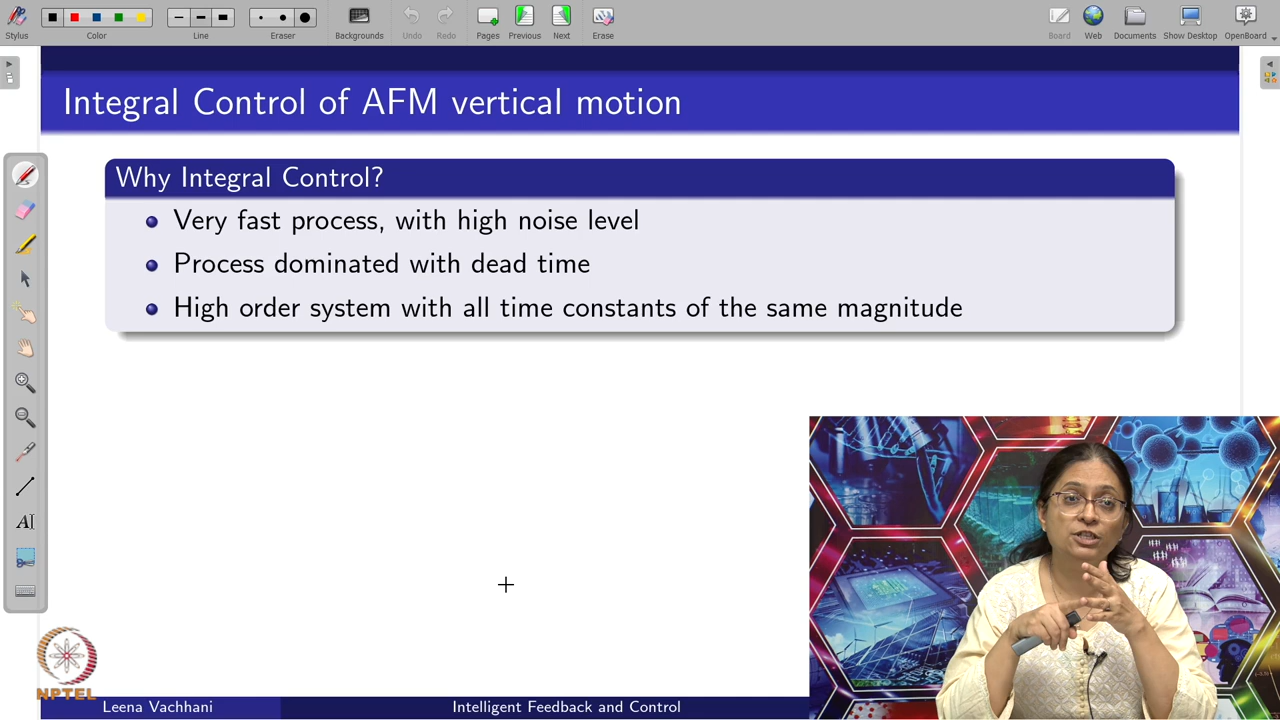 Stylus
Color
Line
Eraser
Backgrounds
Undo
Redo
Pages
Previous
Next
Erase
Board
Web
Documents
Show Desktop
OpenBoard
Integral Control of AFM vertical motion
Why Integral Control?
Very fast process, with high noise level
Process dominated with dead time
High order system with all time constants of the same magnitude
AI
NPTEL
Leena Vachhani
Intelligent Feedback and Control